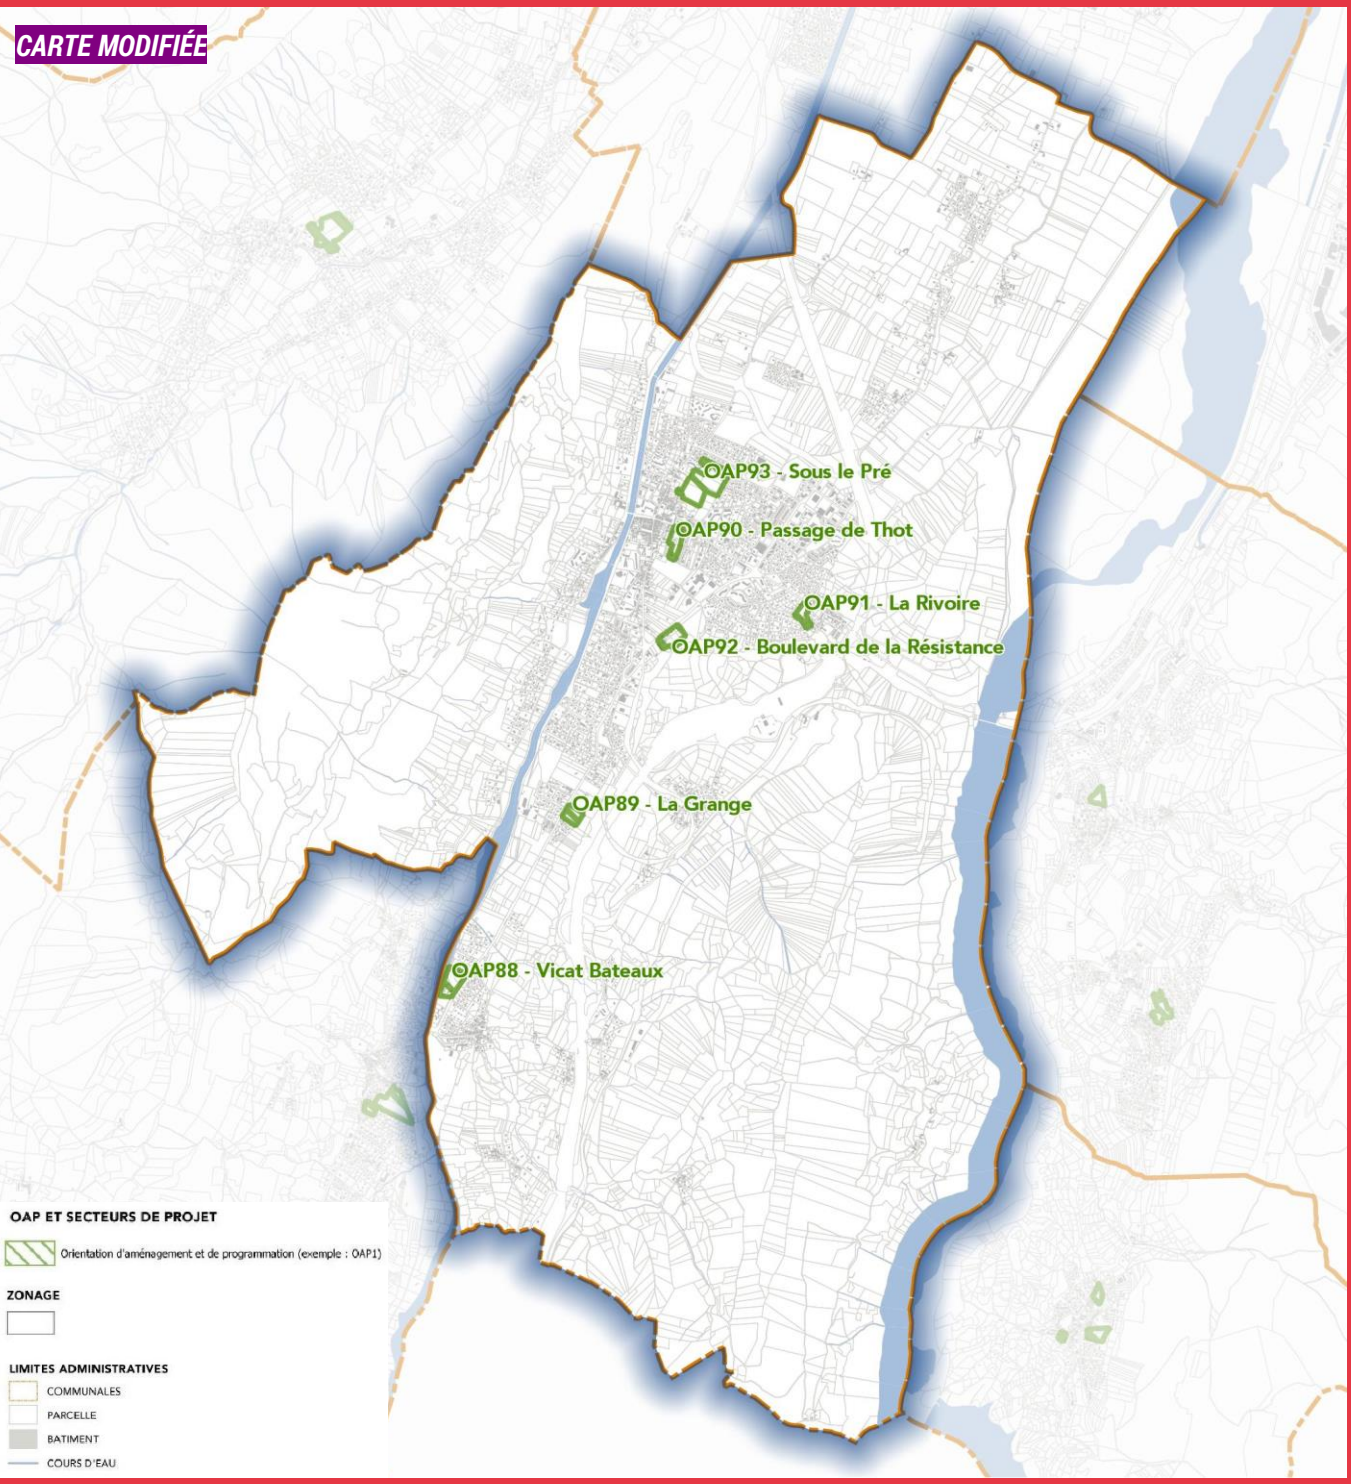 CARTE MODIFIÉE
OAP93 - Sous le Pré
OAP90 - Passage de Thot
OAP91 - La Rivoire
OAP92 - Boulevard de la Résistance
OAP89 - La Grange
OAP88 - Vicat Bateaux
OAP ET SECTEURS DE PROJET
Orientation d'aménagement et de programmation (exemple : OAP1)
ZONAGE
LIMITES ADMINISTRATIVES
COMMUNALES
PARCELLE
BATIMENT
COURS D'EAU